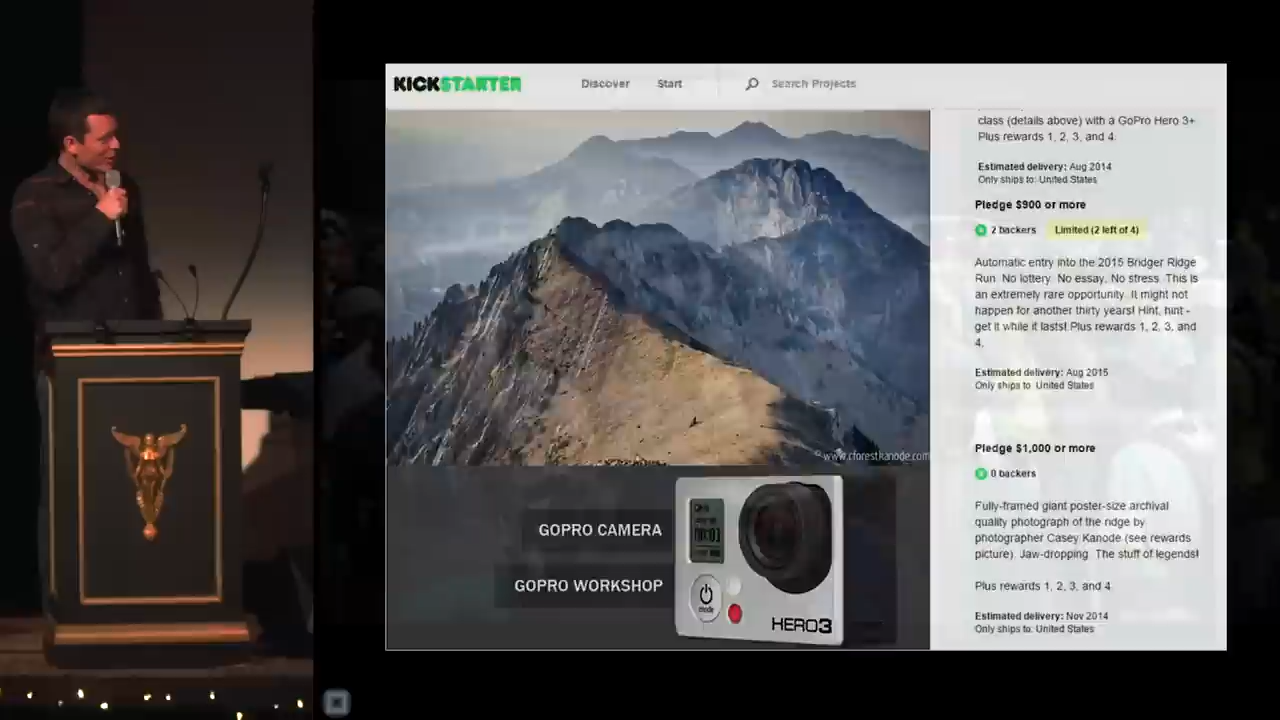 KICKSTARTER
Discover Start Search Projects
class (details above) with a GoPro Hero 3+
Plus rewards 1, 2, 3, and 4.
Estimated delivery: Aug 2014
Only ships to: United States
Pledge $900 or more
2 backers Limited (2 left of 4)
Automatic entry into the 2015 Bridger Ridge
Run. No lottery. No essay. No stress. This is
an extremely rare opportunity. It might not
happen for another thirty years! Hint, hint -
get it while it lasts! Plus rewards 1, 2, 3, and
4.
Estimated delivery: Aug 2015
Only ships to: United States
Pledge $1,000 or more
0 backers
Fully-framed giant poster-size archival
quality photograph of the ridge by
photographer Casey Kanode (see rewards
picture). Jaw-dropping. The stuff of legends!
Plus rewards 1, 2, 3, and 4.
Estimated delivery: Nov 2014
Only ships to: United States
© www.cforestkanode.com
GOPRO CAMERA
GOPRO WORKSHOP
mode
HERO3